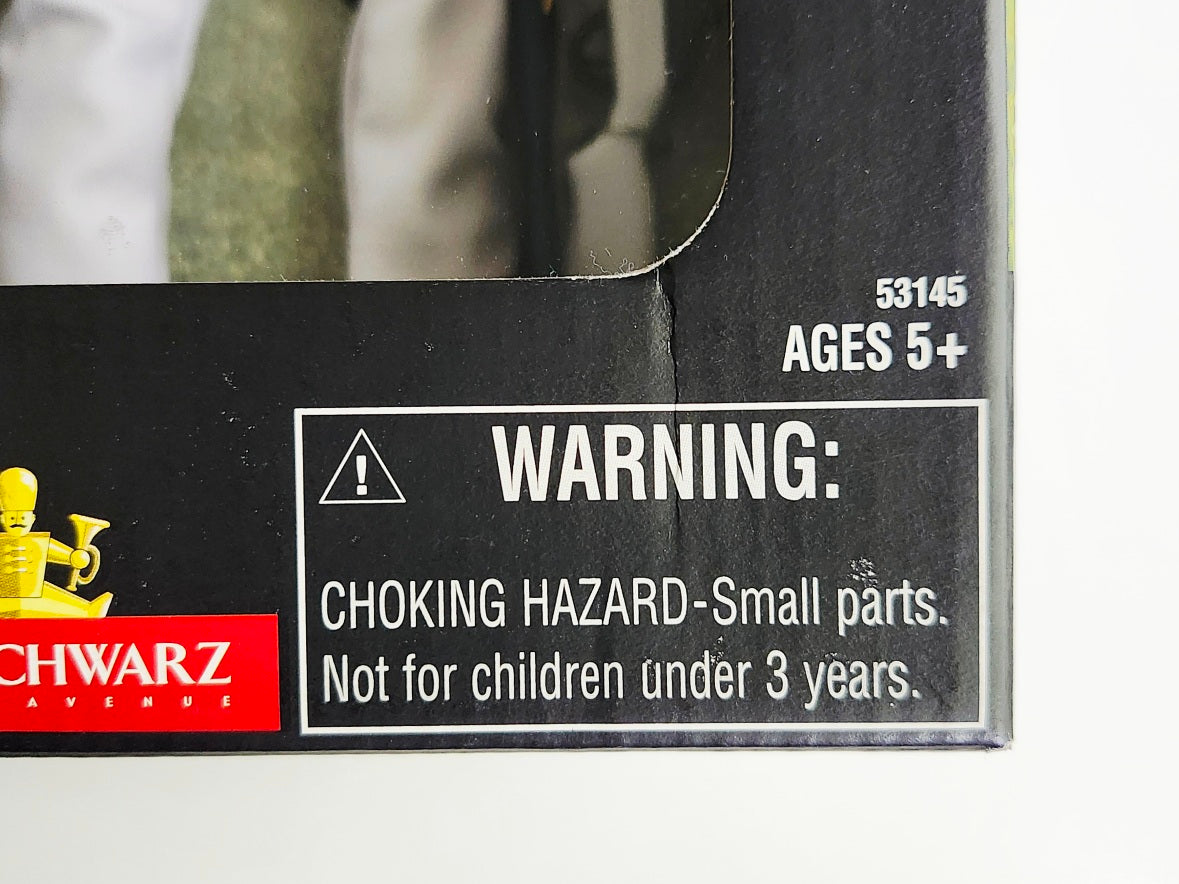 53145
AGES 5+
WARNING:
CHOKING HAZARD-Small parts.
Not for children under 3 years.
CHWARZ
AVENUE